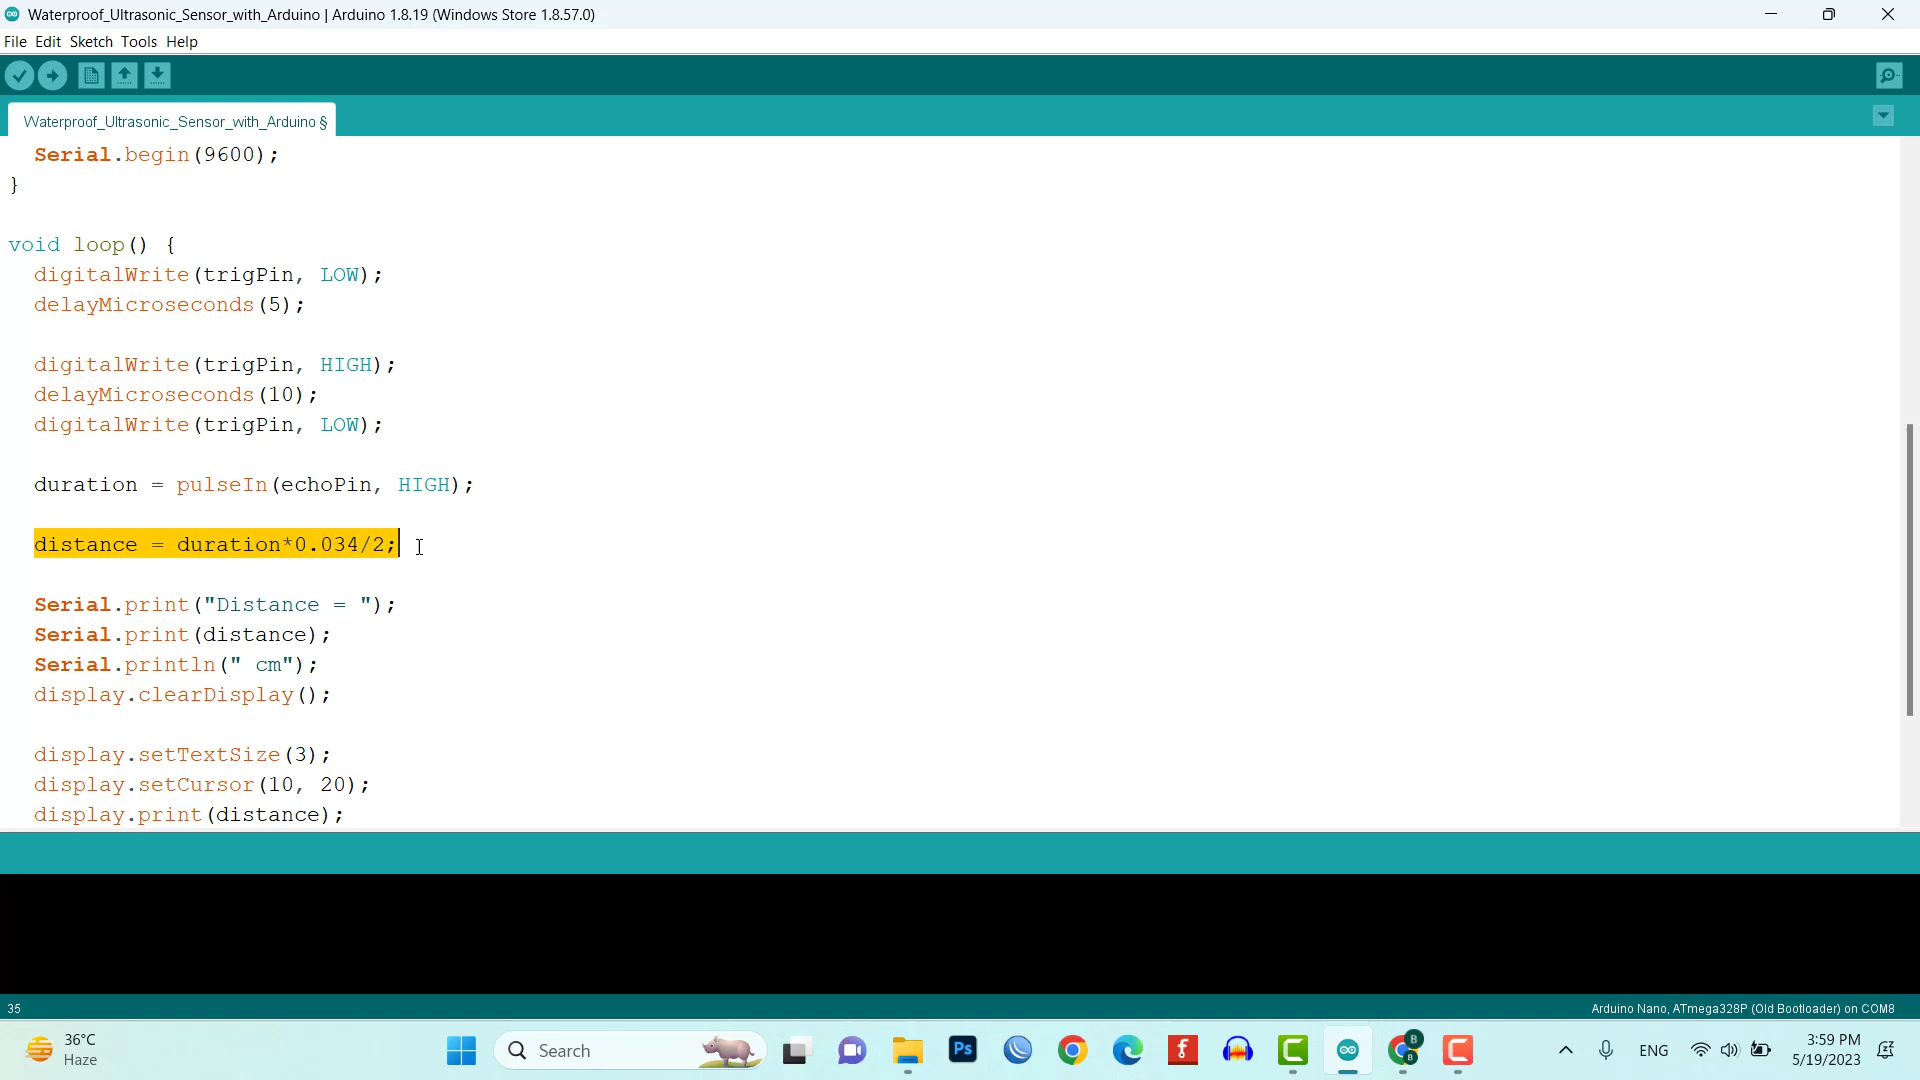 Waterproof_Ultrasonic_Sensor_with_Arduino | Arduino 1.8.19 (Windows Store 1.8.57.0)
File Edit Sketch Tools Help
Waterproof_Ultrasonic_Sensor_with_Arduino §
Serial.begin(9600);
}
void loop() {
digitalWrite(trigPin, LOW);
delayMicroseconds(5);
digitalWrite(trigPin, HIGH);
delayMicroseconds(10);
digitalWrite(trigPin, LOW);
duration = pulseIn(echoPin, HIGH);
distance = duration*0.034/2;
Serial.print("Distance = ");
Serial.print(distance);
Serial.println(" cm");
display.clearDisplay();
display.setTextSize(3);
display.setCursor(10, 20);
display.print(distance);
35
Arduino Nano, ATmega328P (Old Bootloader) on COM8
36°C
Haze
Search
Ps
B
B
ENG
3:59 PM
5/19/2023